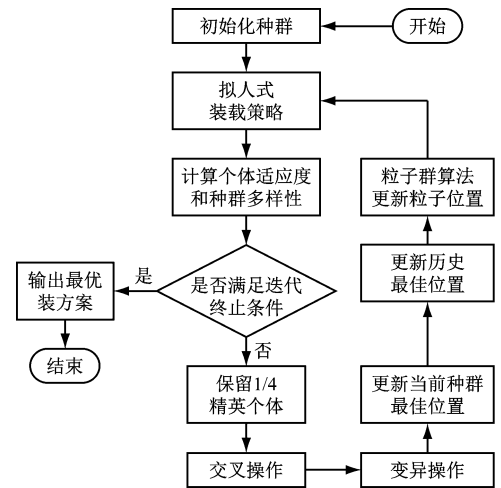 开始
初始化种群
拟人式
装载策略
计算个体适应度
和种群多样性
是否满足迭代
终止条件
是
输出最优
装方案
结束
否
保留1/4
精英个体
交叉操作
变异操作
更新当前种群
最佳位置
更新历史
最佳位置
粒子群算法
更新粒子位置